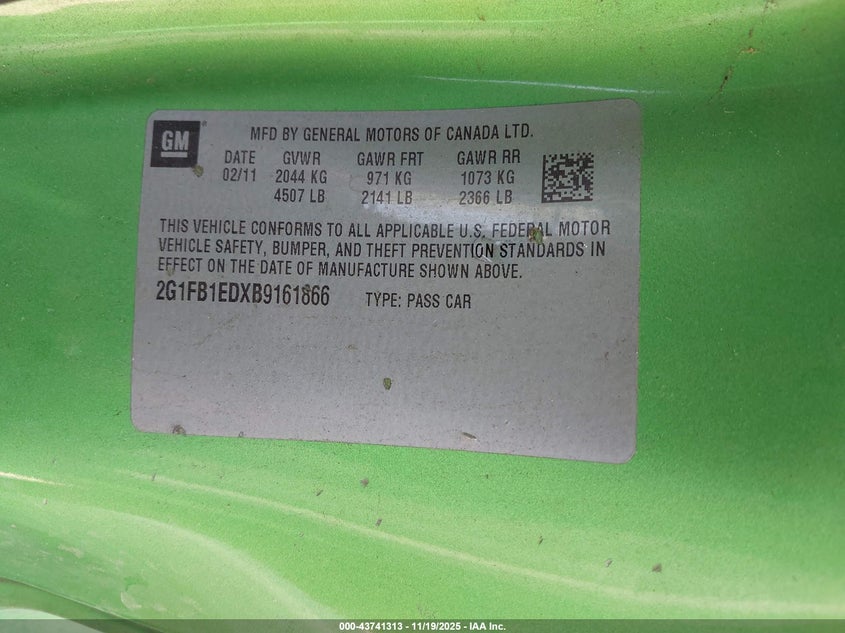 GM
MFD BY GENERAL MOTORS OF CANADA LTD.
DATE GVWR GAWR FRT GAWR RR
02/11 2044 KG 971 KG 1073 KG
4507 LB 2141 LB 2366 LB
THIS VEHICLE CONFORMS TO ALL APPLICABLE U.S. FEDERAL MOTOR
VEHICLE SAFETY, BUMPER, AND THEFT PREVENTION STANDARDS IN
EFFECT ON THE DATE OF MANUFACTURE SHOWN ABOVE.
2G1FB1EDXB9161866 TYPE: PASS CAR
000-43741313 - 11/19/2025 - IAA Inc.